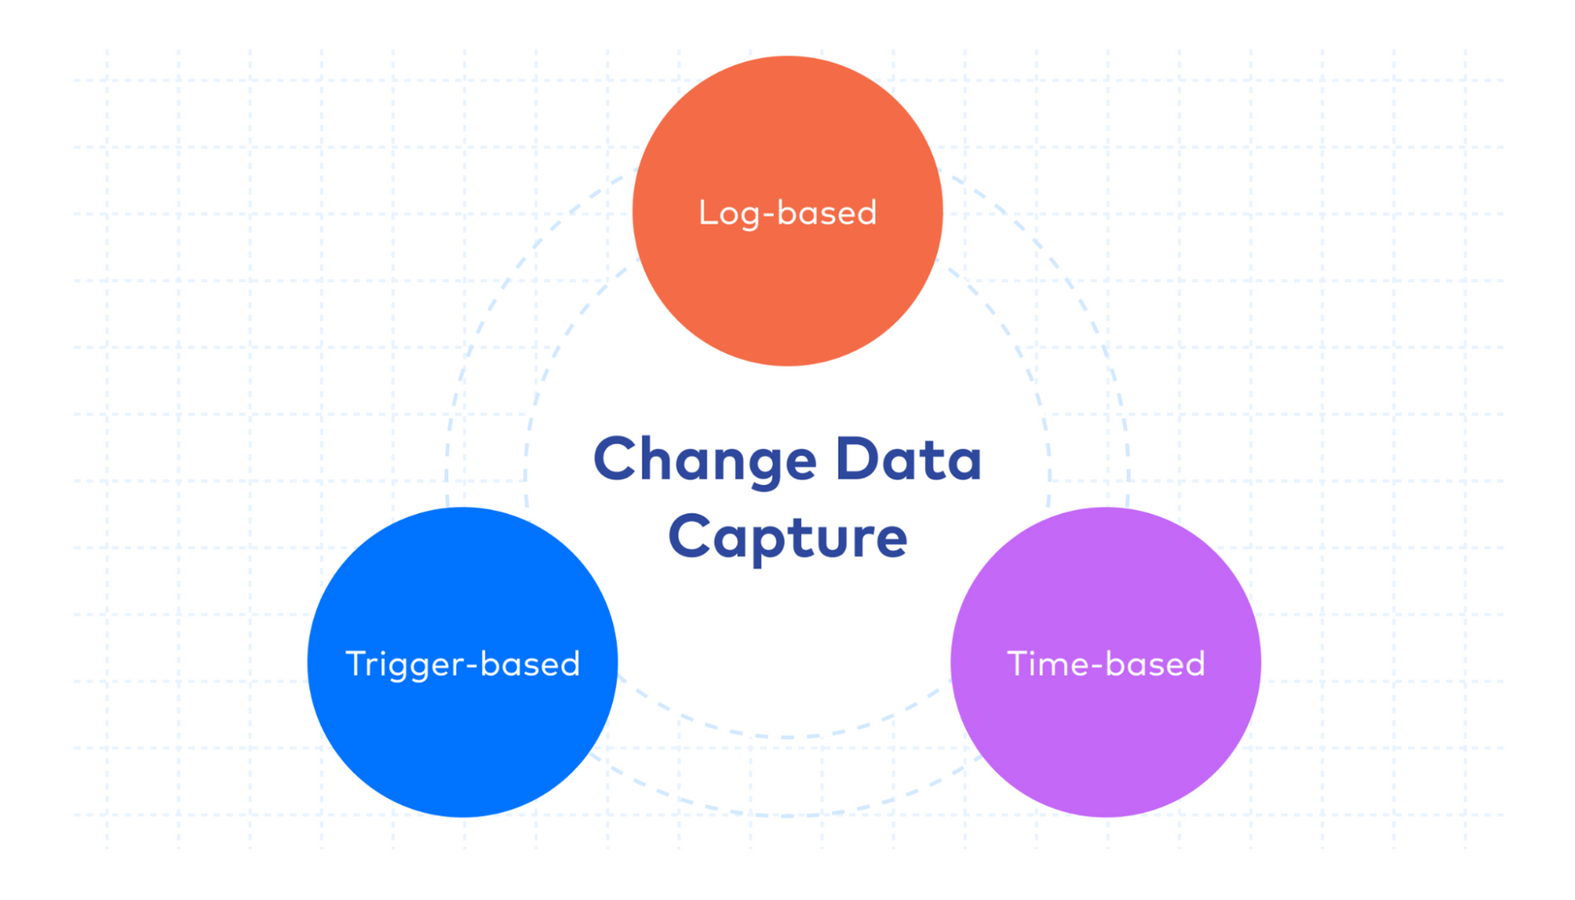 Log-based
Change Data
Capture
Trigger-based
Time-based